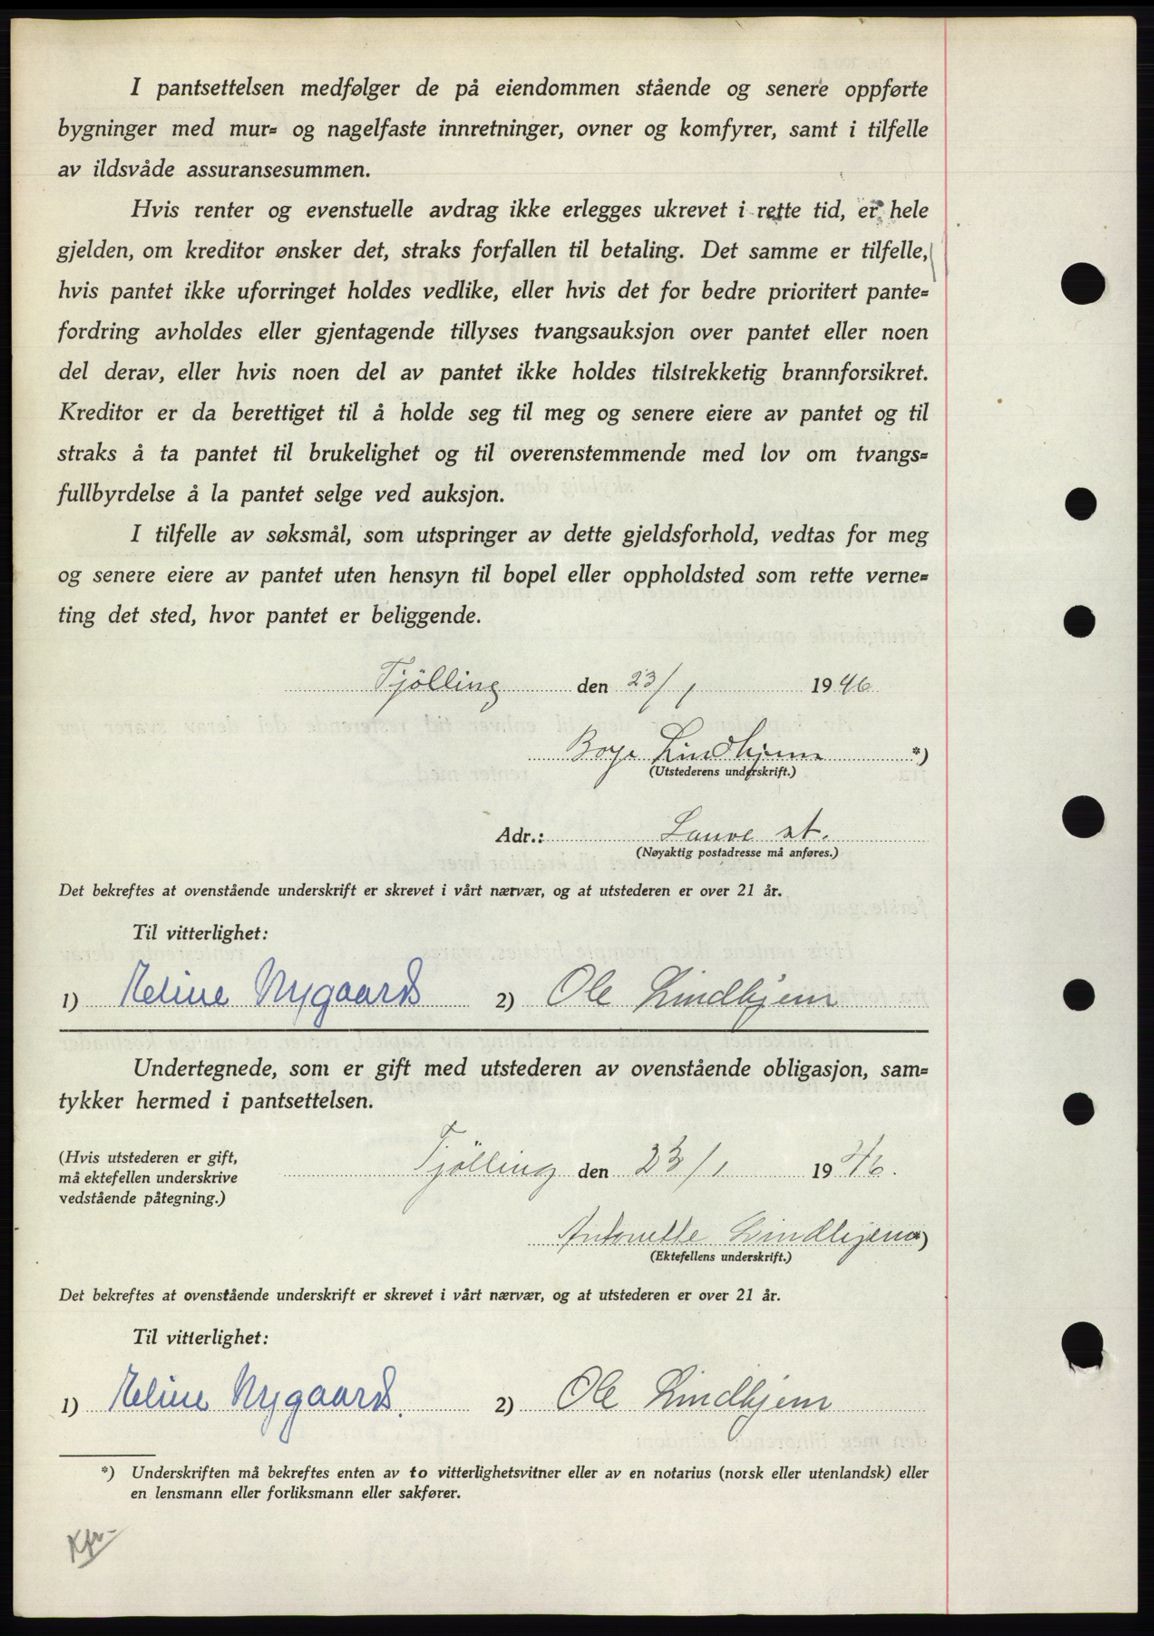 I pantsettelsen medfølger de på eiendommen stående og senere oppførte
bygninger med mur= og nagelfaste innretninger, ovner og komfyrer, samt i tilfelle
av ildsvåde assuransesummen.
Hvis renter og evenstuelle avdrag ikke erlegges ukrevet i rette tid, er hele
gjelden, om kreditor ønsker det, straks forfallen til betaling. Det samme er tilfelle,
hvis pantet ikke uforringet holdes vedlike, eller hvis det for bedre prioritert pante=
fordring avholdes eller gjentagende tillyses tvangsauksjon over pantet eller noen
del derav, eller hvis noen del av pantet ikke holdes tilstrekketig brannforsikret.
Kreditor er da berettiget til å holde seg til meg og senere eiere av pantet og til
straks å ta pantet til brukelighet og til overenstemmende med lov om tvangs=
fullbyrdelse å la pantet selge ved auksjon.
I tilfelle av søksmål, som utspringer av dette gjeldsforhold, vedtas for meg
og senere eiere av pantet uten hensyn til bopel eller oppholdsted som rette verne=
ting det sted, hvor pantet er beliggende.
Tjölling den 23/1 1946
Borge Lindhjem *)
(Utstederens underskrift.)
Adr.: Lauve st.
(Nøyaktig postadresse må anføres.)
Det bekreftes at ovenstående underskrift er skrevet i vårt nærvær, og at utstederen er over 21 år.
Til vitterlighet:
1) Eline Nygaard 2) Ole Lindhjem
Undertegnede, som er gift med utstederen av ovenstående obligasjon, sam=
tykker hermed i pantsettelsen.
(Hvis utstederen er gift,
må ektefellen underskrive
vedstående påtegning.)
Tjölling den 23/1 1946.
Antonette Lindhjem *)
(Ektefellens underskrift.)
Det bekreftes at ovenstående underskrift er skrevet i vårt nærvær, og at utstederen er over 21 år.
Til vitterlighet:
1) Eline Nygaard. 2) Ole Lindhjem
*) Underskriften må bekreftes enten av to vitterlighetsvitner eller av en notarius (norsk eller utenlandsk) eller
en lensmann eller forliksmann eller sakfører.